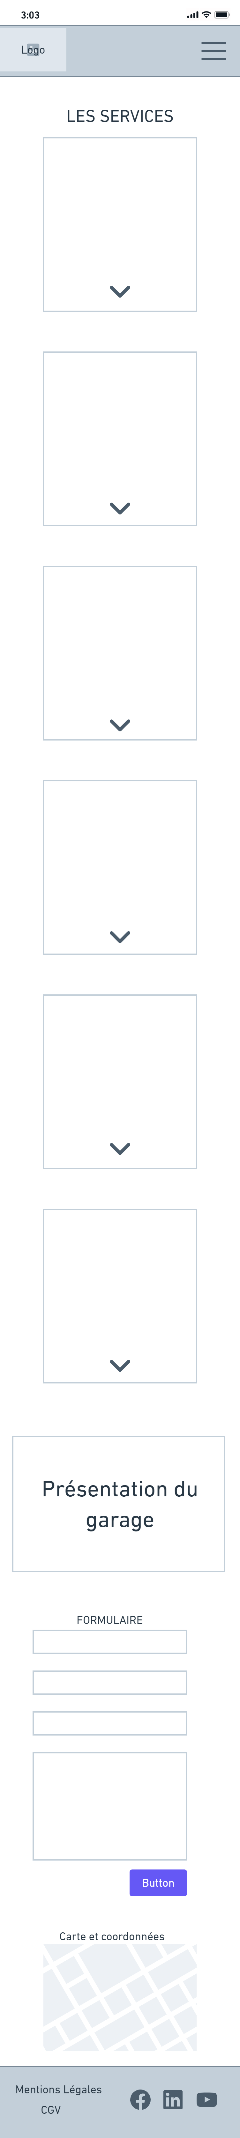 3:03
Logo
LES SERVICES
Présentation du
garage
FORMULAIRE
Button
Carte et coordonnées
Mentions Légales
CGV